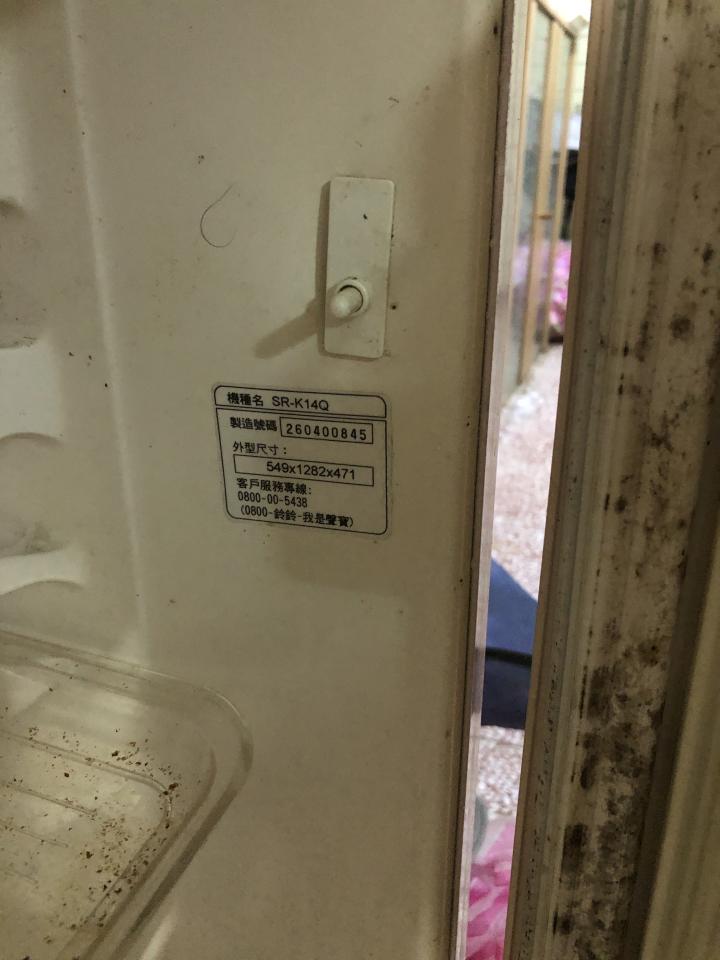 機種名 SR-K14Q
製造號碼 260400845
外型尺寸：
549x1282x471
客戶服務專線:
0800-00-5438
(0800-鈴鈴-我是聲寶)